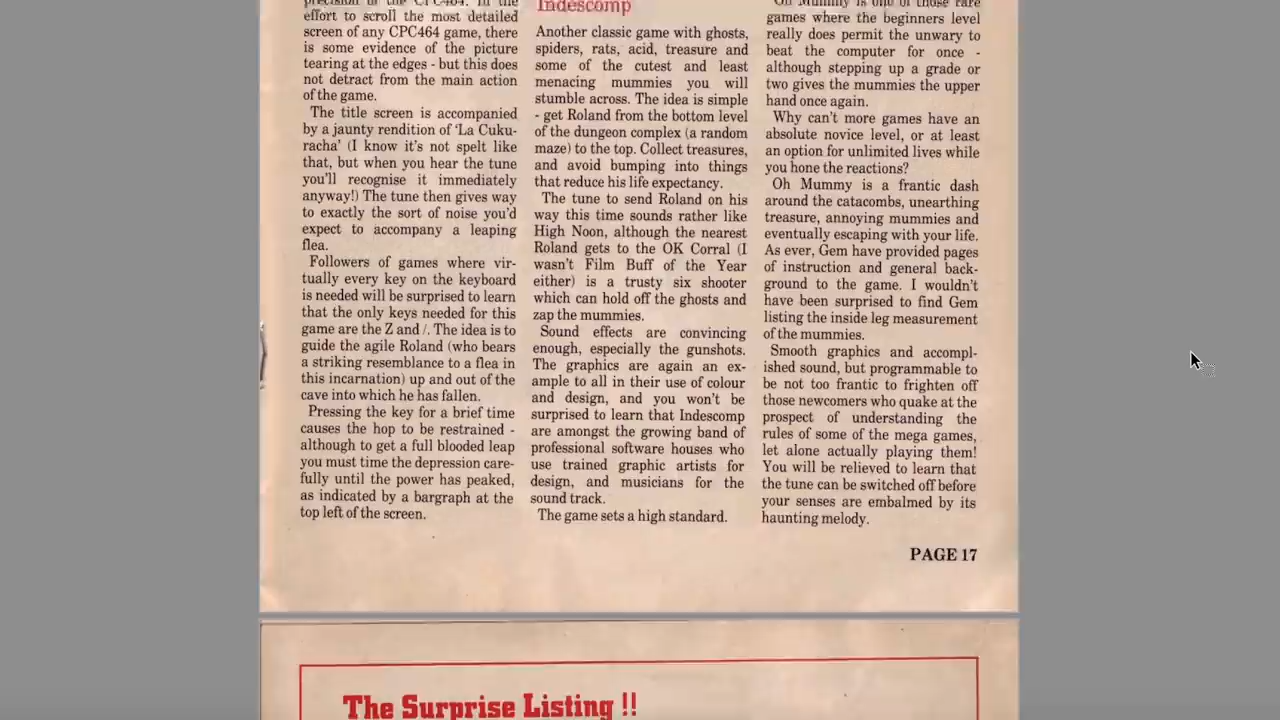 precision of the CPC464. In the
effort to scroll the most detailed
screen of any CPC464 game, there
is some evidence of the picture
tearing at the edges - but this does
not detract from the main action
of the game.
The title screen is accompanied
by a jaunty rendition of 'La Cuku-
racha' (I know it's not spelt like
that, but when you hear the tune
you'll recognise it immediately
anyway!) The tune then gives way
to exactly the sort of noise you'd
expect to accompany a leaping
flea.
Followers of games where vir-
tually every key on the keyboard
is needed will be surprised to learn
that the only keys needed for this
game are the Z and /. The idea is to
guide the agile Roland (who bears
a striking resemblance to a flea in
this incarnation) up and out of the
cave into which he has fallen.
Pressing the key for a brief time
causes the hop to be restrained -
although to get a full blooded leap
you must time the depression care-
fully until the power has peaked,
as indicated by a bargraph at the
top left of the screen.
Indescomp
Another classic game with ghosts,
spiders, rats, acid, treasure and
some of the cutest and least
menacing mummies you will
stumble across. The idea is simple
- get Roland from the bottom level
of the dungeon complex (a random
maze) to the top. Collect treasures,
and avoid bumping into things
that reduce his life expectancy.
The tune to send Roland on his
way this time sounds rather like
High Noon, although the nearest
Roland gets to the OK Corral (I
wasn't Film Buff of the Year
either) is a trusty six shooter
which can hold off the ghosts and
zap the mummies.
Sound effects are convincing
enough, especially the gunshots.
The graphics are again an ex-
ample to all in their use of colour
and design, and you won't be
surprised to learn that Indescomp
are amongst the growing band of
professional software houses who
use trained graphic artists for
design, and musicians for the
sound track.
The game sets a high standard.
Oh Mummy is one of those rare
games where the beginners level
really does permit the unwary to
beat the computer for once -
although stepping up a grade or
two gives the mummies the upper
hand once again.
Why can't more games have an
absolute novice level, or at least
an option for unlimited lives while
you hone the reactions?
Oh Mummy is a frantic dash
around the catacombs, unearthing
treasure, annoying mummies and
eventually escaping with your life.
As ever, Gem have provided pages
of instruction and general back-
ground to the game. I wouldn't
have been surprised to find Gem
listing the inside leg measurement
of the mummies.
Smooth graphics and accompl-
ished sound, but programmable to
be not too frantic to frighten off
those newcomers who quake at the
prospect of understanding the
rules of some of the mega games,
let alone actually playing them!
You will be relieved to learn that
the tune can be switched off before
your senses are embalmed by its
haunting melody.
PAGE 17
The Surprise Listing !!